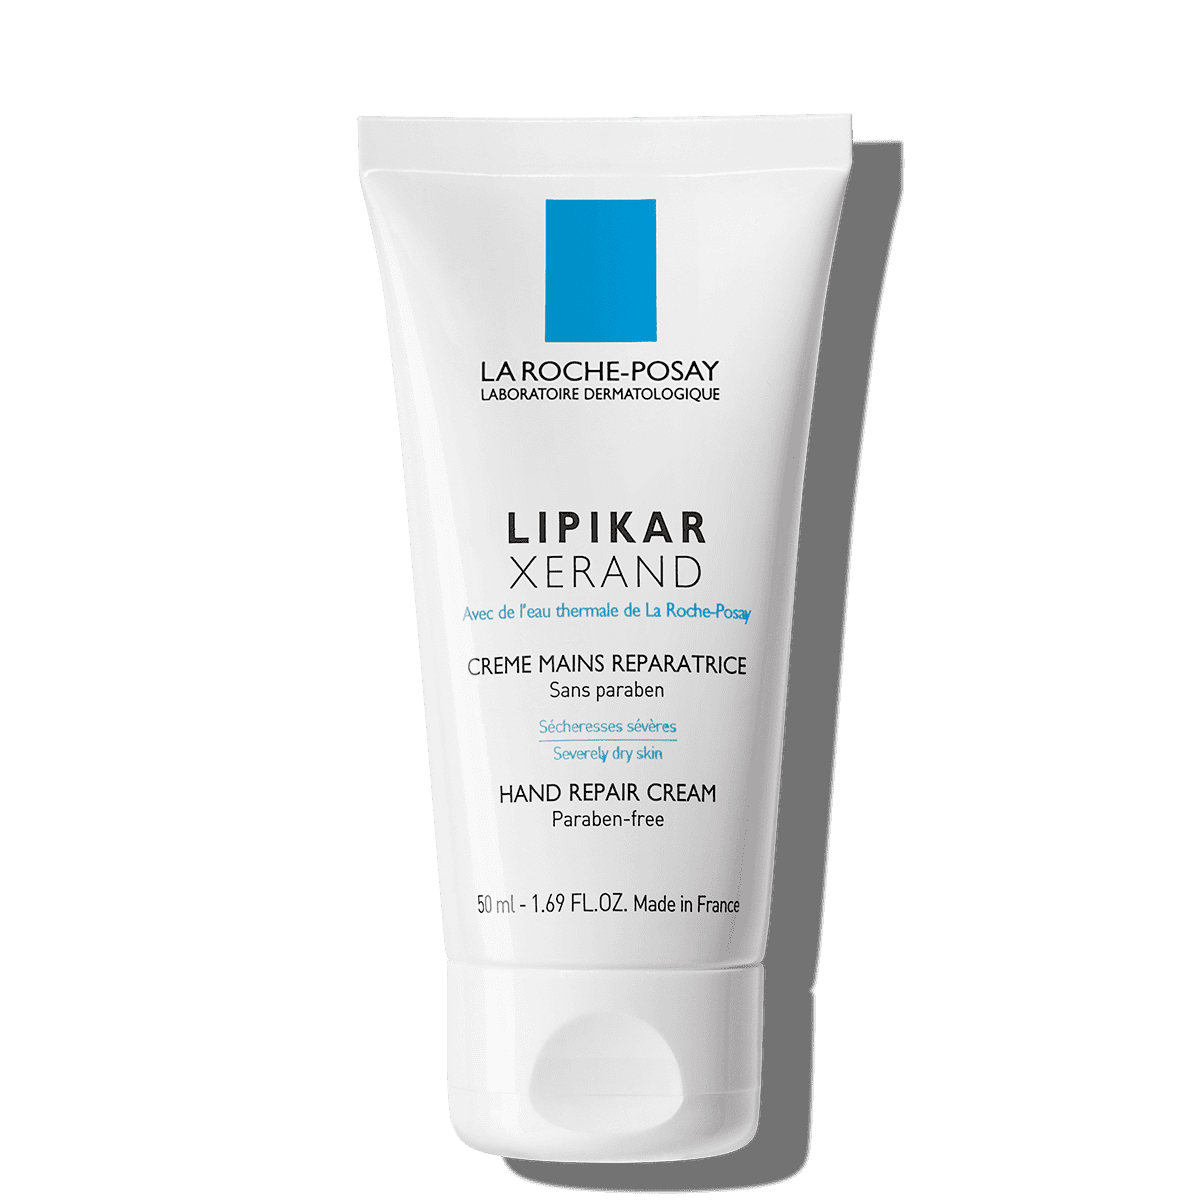 LA ROCHE-POSAY
LABORATOIRE DERMATOLOGIQUE
LIPIKAR
XERAND
Avec de l'eau thermale de La Roche-Posay
CREME MAINS REPARATRICE
Sans paraben
Sécheresses sévères
Severely dry skin
HAND REPAIR CREAM
Paraben-free
50 ml - 1.69 FL.OZ. Made in France